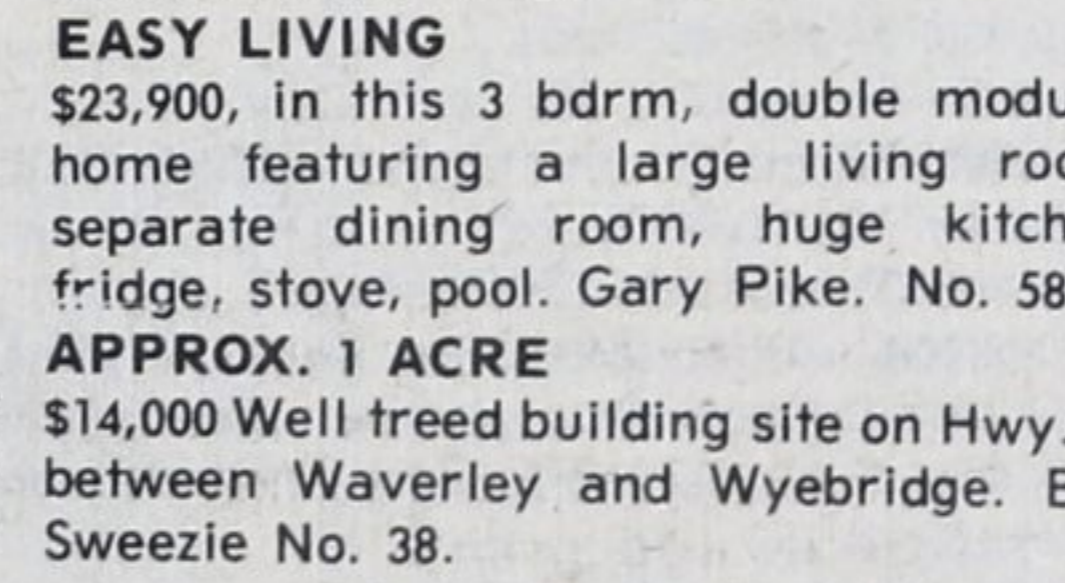 EASY LIVING
$23,900, in this 3 bdrm, double
home featuring a large living
separate dining room, huge
fridge, stove, pool. Gary Pike. No.
APPROX. 1 ACRE
$14,000 Well treed building site on Hwy.
between Waverley and Wyebridge.
Sweezie No. 38.